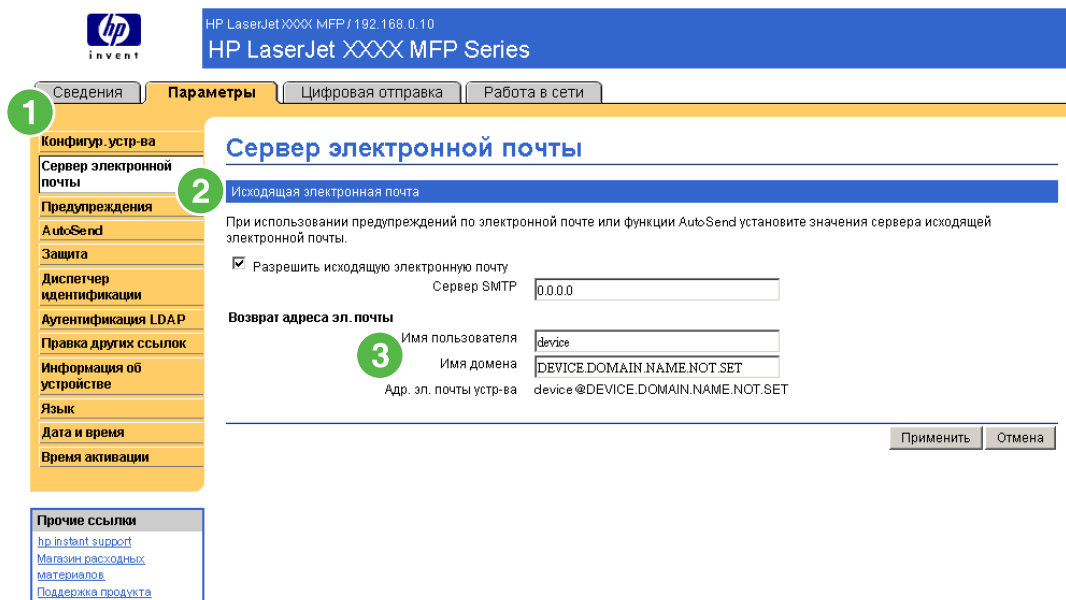 hp
invent
HP LaserJet XXXX MFP / 192.168.0.10
HP LaserJet XXXX MFP Series
Сведения
Параметры
Цифровая отправка
Работа в сети
1
Конфигур. устр-ва
Сервер электронной
почты
2
Предупреждения
AutoSend
Защита
Диспетчер
идентификации
Аутентификация LDAP
Правка других ссылок
Информация об
устройстве
Язык
Дата и время
Время активации
Прочие ссылки
hp instant support
Магазин расходных
материалов
Поддержка продукта
Сервер электронной почты
Исходящая электронная почта
При использовании предупреждений по электронной почте или функции AutoSend установите значения сервера исходящей
электронной почты.
Разрешить исходящую электронную почту
Сервер SMTP 0.0.0.0
Возврат адреса эл. почты
3
Имя пользователя device
Имя домена DEVICE.DOMAIN.NAME.NOT.SET
Адр. эл. почты устр-ва device@DEVICE.DOMAIN.NAME.NOT.SET
Применить
Отмена